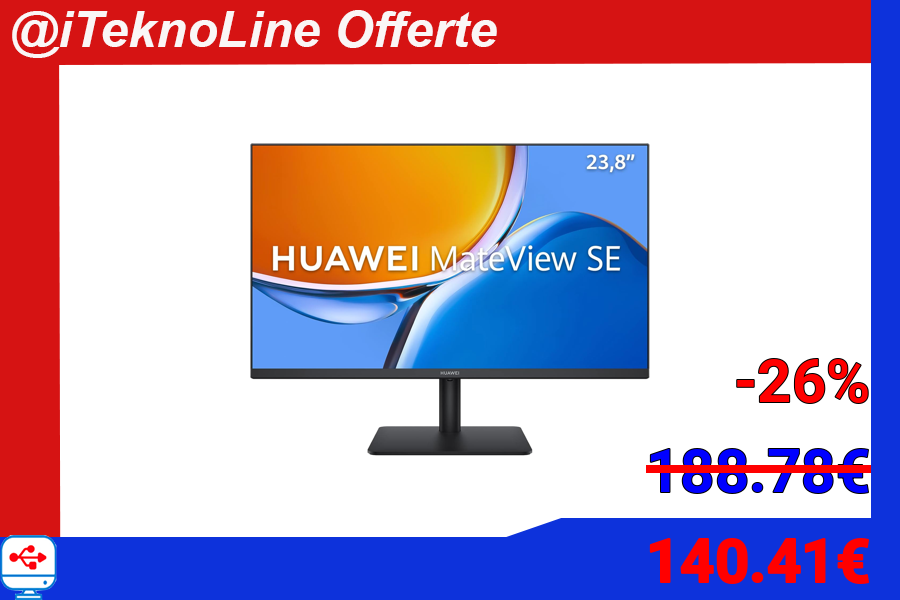 @iTeknoLine Offerte
23,8”
HUAWEI MateView SE
HUAWEI
-26%
188.78€
140.41€